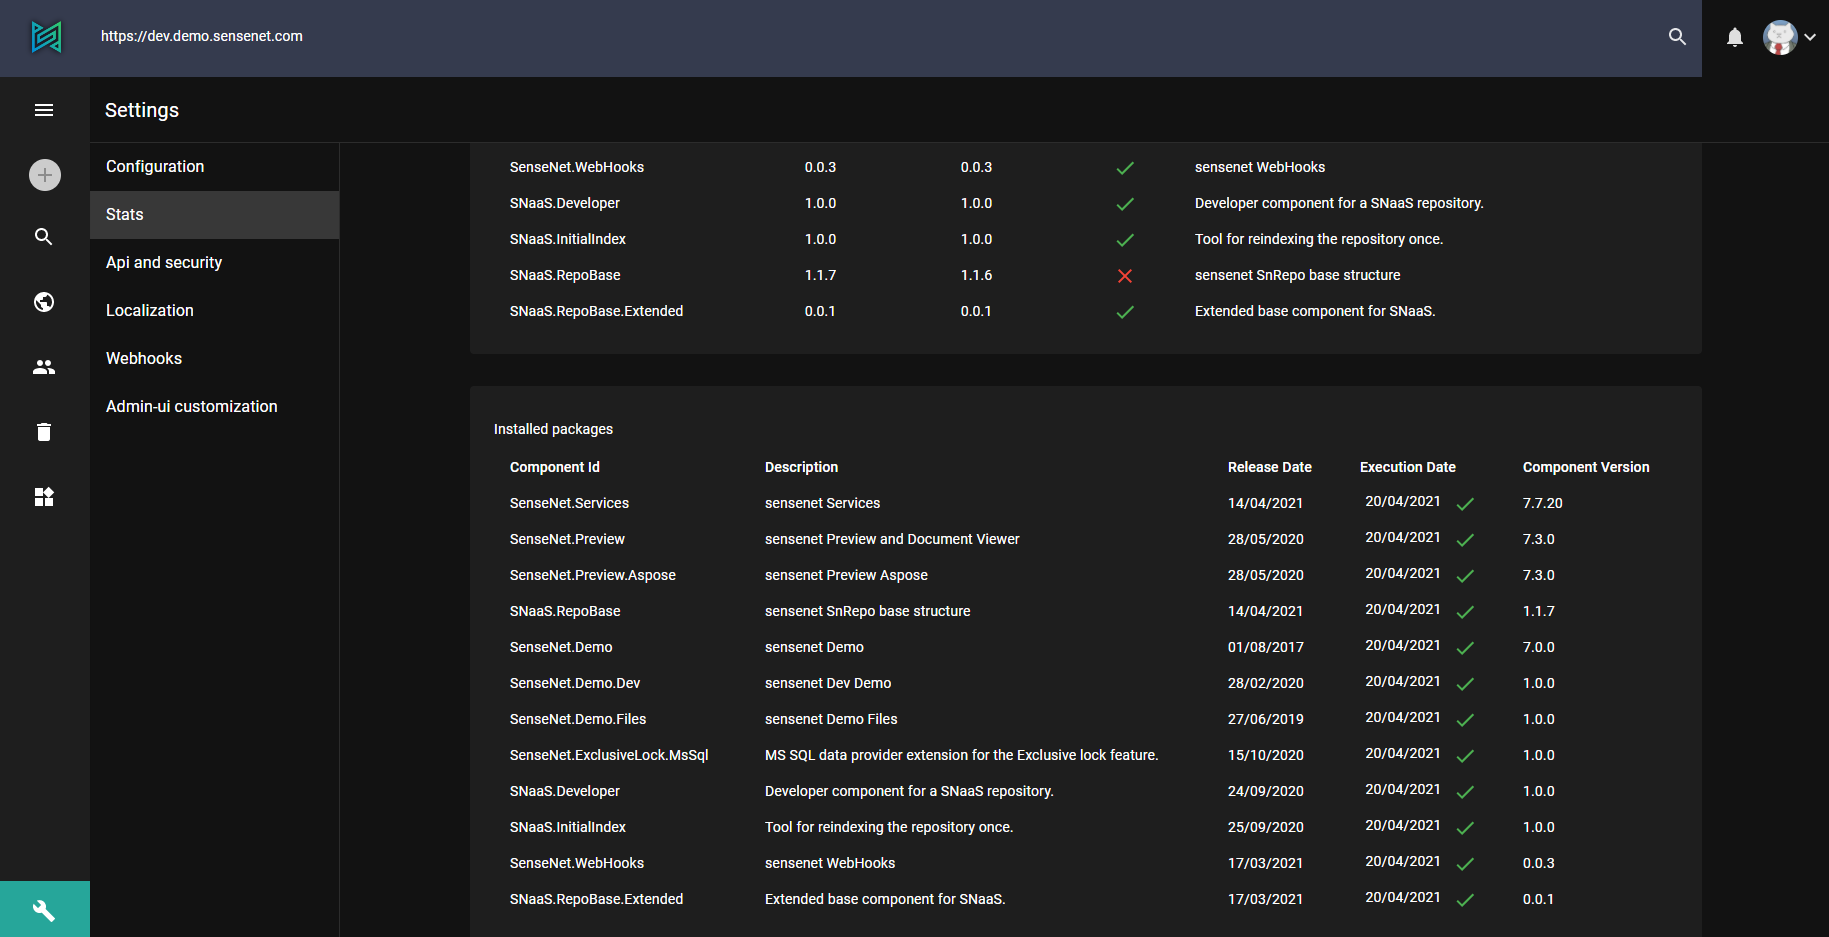 https://dev.demo.sensenet.com
Settings
Configuration
Stats
Api and security
Localization
Webhooks
Admin-ui customization
SenseNet.WebHooks 0.0.3 0.0.3 sensenet WebHooks
SNaaS.Developer 1.0.0 1.0.0 Developer component for a SNaaS repository.
SNaaS.InitialIndex 1.0.0 1.0.0 Tool for reindexing the repository once.
SNaaS.RepoBase 1.1.7 1.1.6 sensenet SnRepo base structure
SNaaS.RepoBase.Extended 0.0.1 0.0.1 Extended base component for SNaaS.
Installed packages
Component Id Description Release Date Execution Date Component Version
SenseNet.Services sensenet Services 14/04/2021 20/04/2021 7.7.20
SenseNet.Preview sensenet Preview and Document Viewer 28/05/2020 20/04/2021 7.3.0
SenseNet.Preview.Aspose sensenet Preview Aspose 28/05/2020 20/04/2021 7.3.0
SNaaS.RepoBase sensenet SnRepo base structure 14/04/2021 20/04/2021 1.1.7
SenseNet.Demo sensenet Demo 01/08/2017 20/04/2021 7.0.0
SenseNet.Demo.Dev sensenet Dev Demo 28/02/2020 20/04/2021 1.0.0
SenseNet.Demo.Files sensenet Demo Files 27/06/2019 20/04/2021 1.0.0
SenseNet.ExclusiveLock.MsSql MS SQL data provider extension for the Exclusive lock feature. 15/10/2020 20/04/2021 1.0.0
SNaaS.Developer Developer component for a SNaaS repository. 24/09/2020 20/04/2021 1.0.0
SNaaS.InitialIndex Tool for reindexing the repository once. 25/09/2020 20/04/2021 1.0.0
SenseNet.WebHooks sensenet WebHooks 17/03/2021 20/04/2021 0.0.3
SNaaS.RepoBase.Extended Extended base component for SNaaS. 17/03/2021 20/04/2021 0.0.1